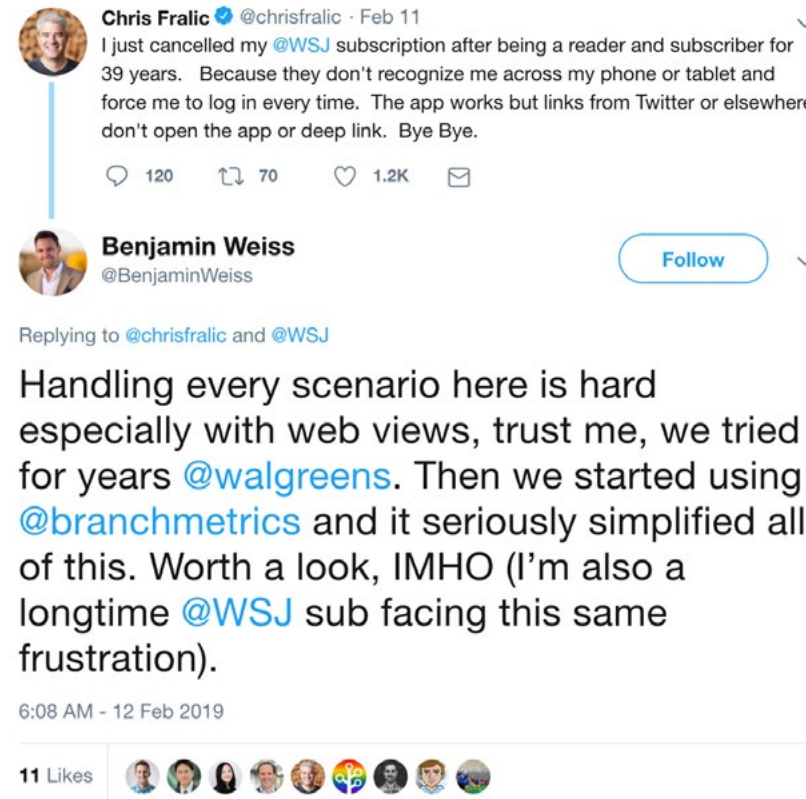 Chris Fralic @chrisfralic · Feb 11
I just cancelled my @WSJ subscription after being a reader and subscriber for
39 years. Because they don't recognize me across my phone or tablet and
force me to log in every time. The app works but links from Twitter or elsewhere
don't open the app or deep link. Bye Bye.
120 70 1.2K
Benjamin Weiss
@BenjaminWeiss
Follow
Replying to @chrisfralic and @WSJ
Handling every scenario here is hard
especially with web views, trust me, we tried
for years @walgreens. Then we started using
@branchmetrics and it seriously simplified all
of this. Worth a look, IMHO (I’m also a
longtime @WSJ sub facing this same
frustration).
6:08 AM - 12 Feb 2019
11 Likes